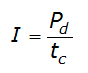 I = P_d / t_c